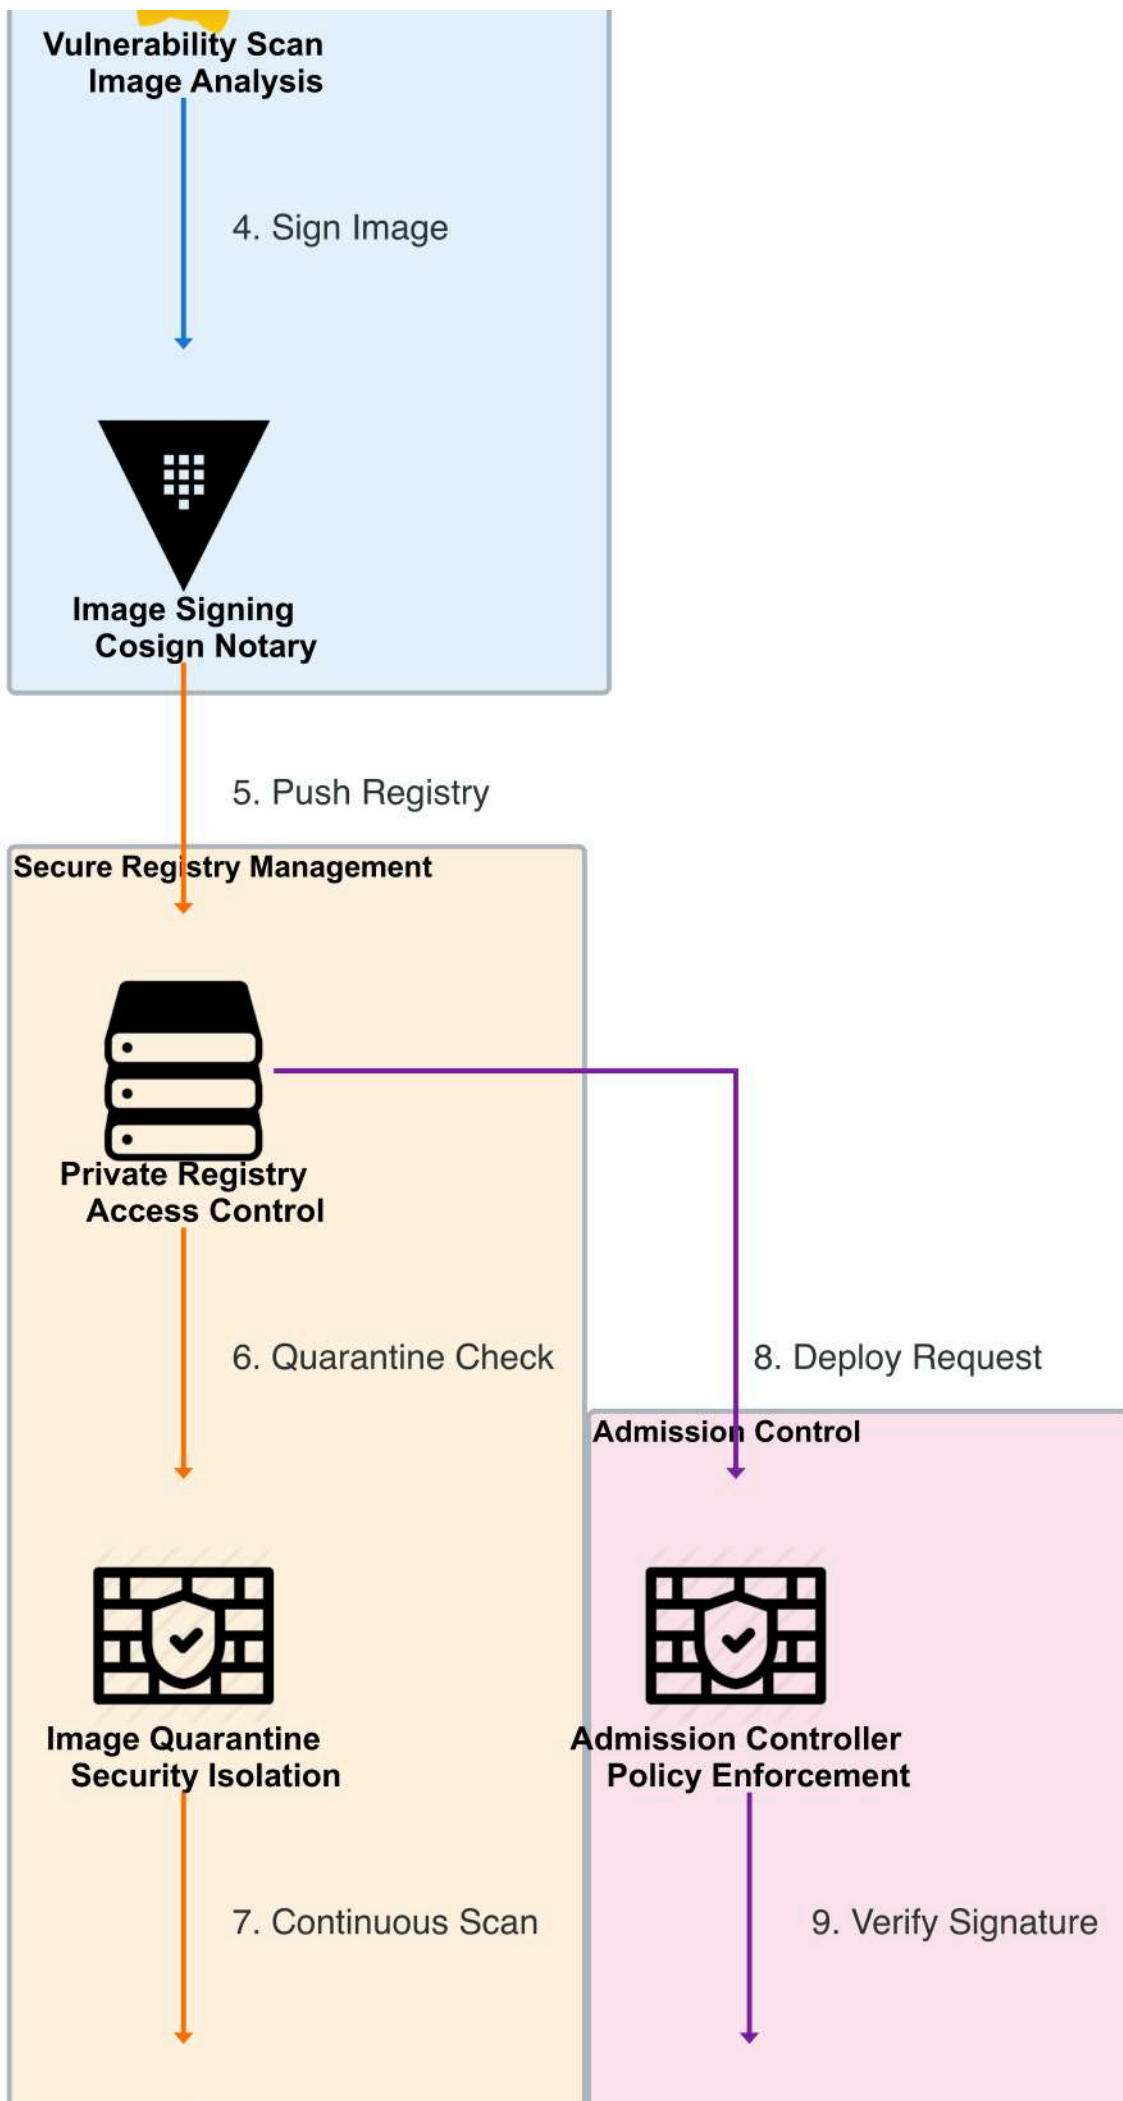 Vulnerability Scan
Image Analysis
4. Sign Image
Image Signing
Cosign Notary
5. Push Registry
Secure Registry Management
Private Registry
Access Control
6. Quarantine Check
8. Deploy Request
Admission Control
Image Quarantine
Security Isolation
Admission Controller
Policy Enforcement
7. Continuous Scan
9. Verify Signature